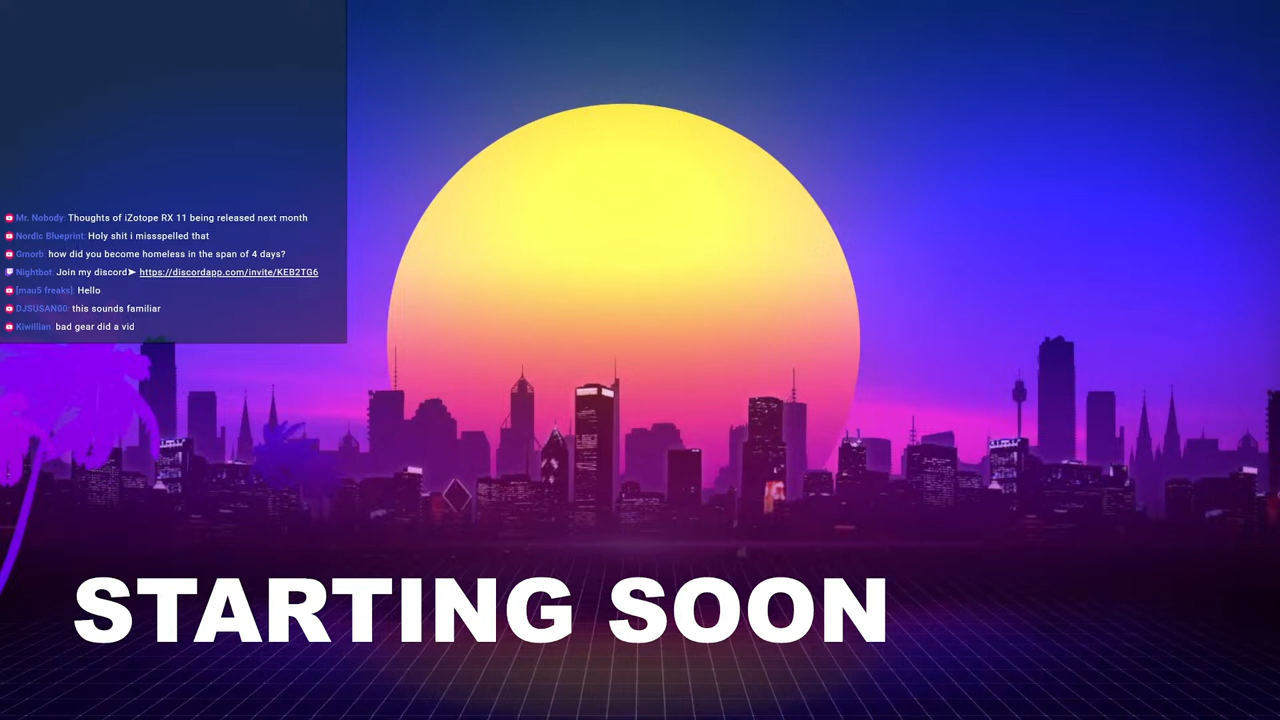 Mr. Nobody: Thoughts of iZotope RX 11 being released next month
Nordic Blueprint: Holy shit i missspelled that
Gmorb: how did you become homeless in the span of 4 days?
Nightbot: Join my discord➤ https://discordapp.com/invite/KEB2TG6
[mau5 freaks]: Hello
DJSUSAN00: this sounds familiar
Kiwillian: bad gear did a vid
STARTING SOON